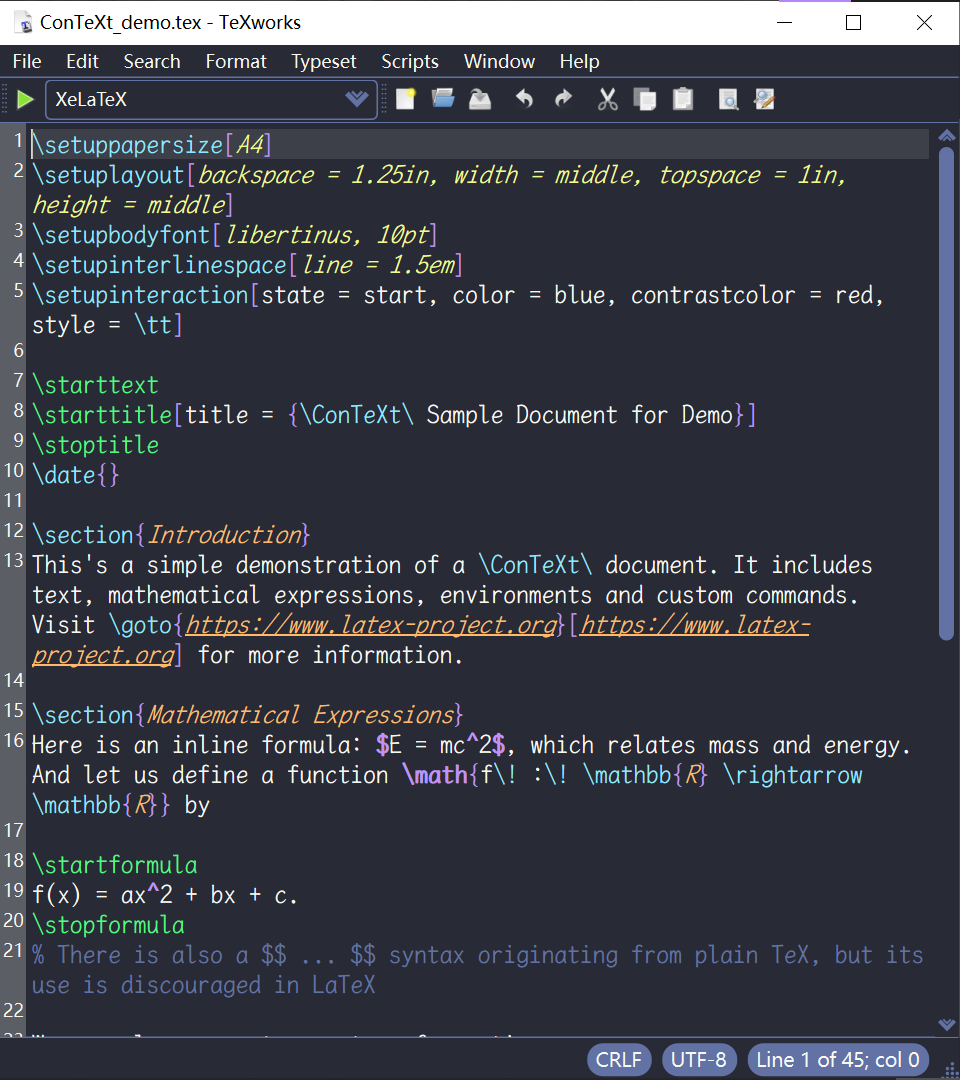 ConTeXt_demo.tex - TeXworks
File Edit Search Format Typeset Scripts Window Help
XeLaTeX
1 \setuppapersize[A4]
2 \setuplayout[backspace = 1.25in, width = middle, topspace = 1in,
height = middle]
3 \setupbodyfont[libertinus, 10pt]
4 \setupinterlinespace[line = 1.5em]
5 \setupinteraction[state = start, color = blue, contrastcolor = red,
style = \tt]
6
7 \starttext
8 \starttitle[title = {\ConTeXt\ Sample Document for Demo}]
9 \stoptitle
10 \date{}
11
12 \section{Introduction}
13 This's a simple demonstration of a \ConTeXt\ document. It includes
text, mathematical expressions, environments and custom commands.
Visit \goto{https://www.latex-project.org}[https://www.latex-
project.org] for more information.
14
15 \section{Mathematical Expressions}
16 Here is an inline formula: $E = mc^2$, which relates mass and energy.
And let us define a function \math{f\! :\! \mathbb{R} \rightarrow
\mathbb{R}} by
17
18 \startformula
19 f(x) = ax^2 + bx + c.
20 \stopformula
21 % There is also a $$ ... $$ syntax originating from plain TeX, but its
use is discouraged in LaTeX
22
CRLF UTF-8 Line 1 of 45; col 0